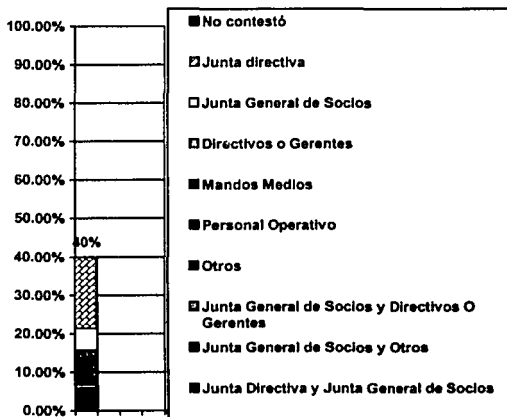 100.00%
90.00%
80.00%
70.00%
60.00%
50.00%
40.00%
30.00%
20.00%
10.00%
0.00%
40%
No contestó
Junta directiva
Junta General de Socios
Directivos o Gerentes
Mandos Medios
Personal Operativo
Otros
Junta General de Socios y Directivos O
Gerentes
Junta General de Socios y Otros
Junta Directiva y Junta General de Socios